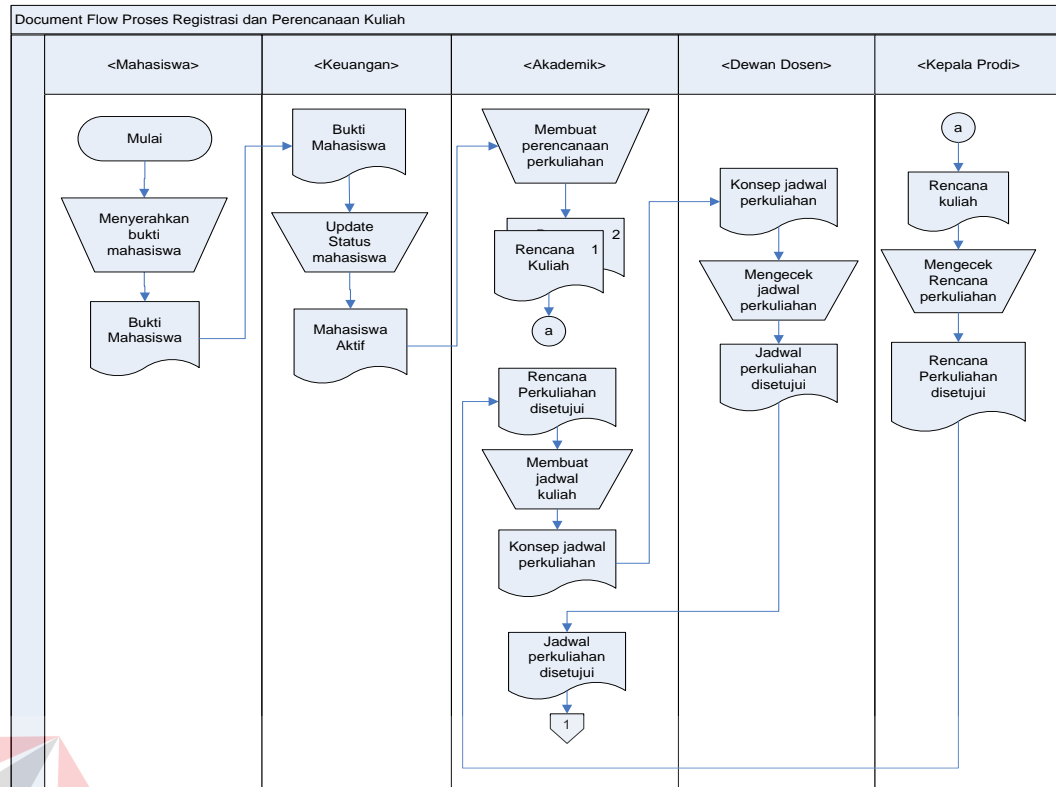 Document Flow Proses Registrasi dan Perencanaan Kuliah
<Mahasiswa>
<Keuangan>
<Akademik>
<Dewan Dosen>
<Kepala Prodi>
Mulai
Menyerahkan
bukti
mahasiswa
Bukti
Mahasiswa
Bukti
Mahasiswa
Update
Status
mahasiswa
Mahasiswa
Aktif
Membuat
perencanaan
perkuliahan
2
Rencana
Kuliah
1
a
Rencana
Perkuliahan
disetujui
Membuat
jadwal
kuliah
Konsep jadwal
perkuliahan
Jadwal
perkuliahan
disetujui
1
Konsep jadwal
perkuliahan
Mengecek
jadwal
perkuliahan
Jadwal
perkuliahan
disetujui
a
Rencana
kuliah
Mengecek
Rencana
perkuliahan
Rencana
Perkuliahan
disetujui